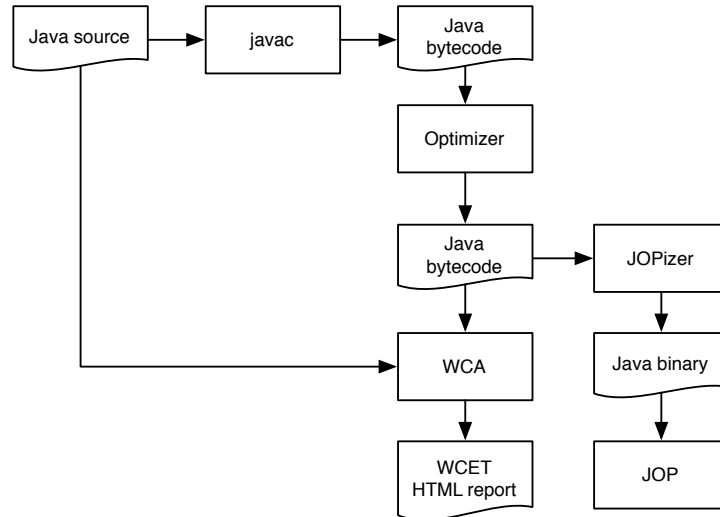 Java source
javac
Java
bytecode
Optimizer
Java
bytecode
JOPizer
WCA
Java binary
WCET
HTML report
JOP